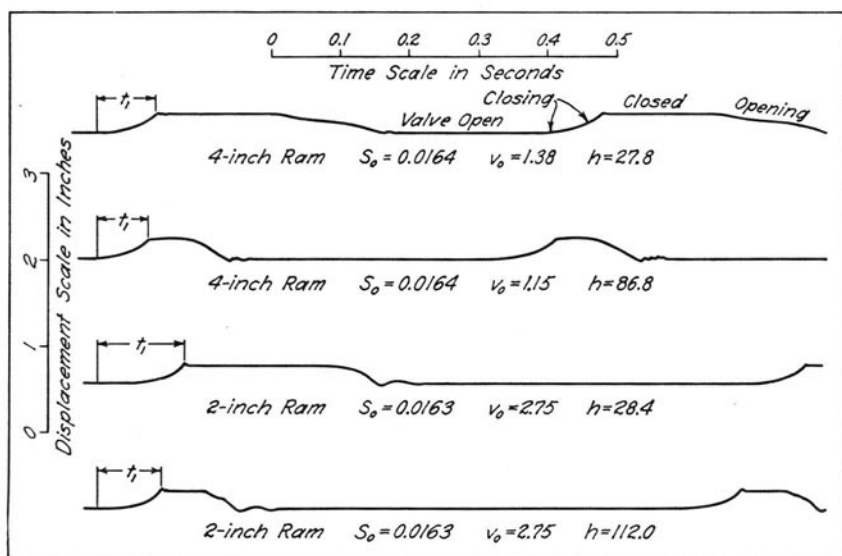 0 0.1 0.2 0.3 0.4 0.5
Time Scale in Seconds
t₁ Closing Closed Opening
Valve Open
4-inch Ram S₀=0.0164 v₀=1.38 h=27.8
t₁
4-inch Ram S₀=0.0164 v₀=1.15 h=86.8
t₁
2-inch Ram S₀=0.0163 v₀=2.75 h=28.4
t₁
2-inch Ram S₀=0.0163 v₀=2.75 h=112.0
0 1 2 3
Displacement Scale in Inches